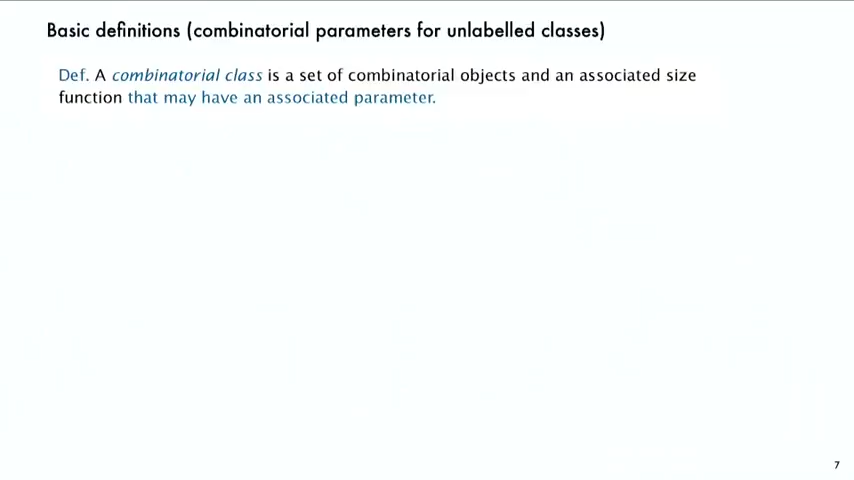 Basic definitions (combinatorial parameters for unlabelled classes)
Def. A combinatorial class is a set of combinatorial objects and an associated size
function that may have an associated parameter.
7